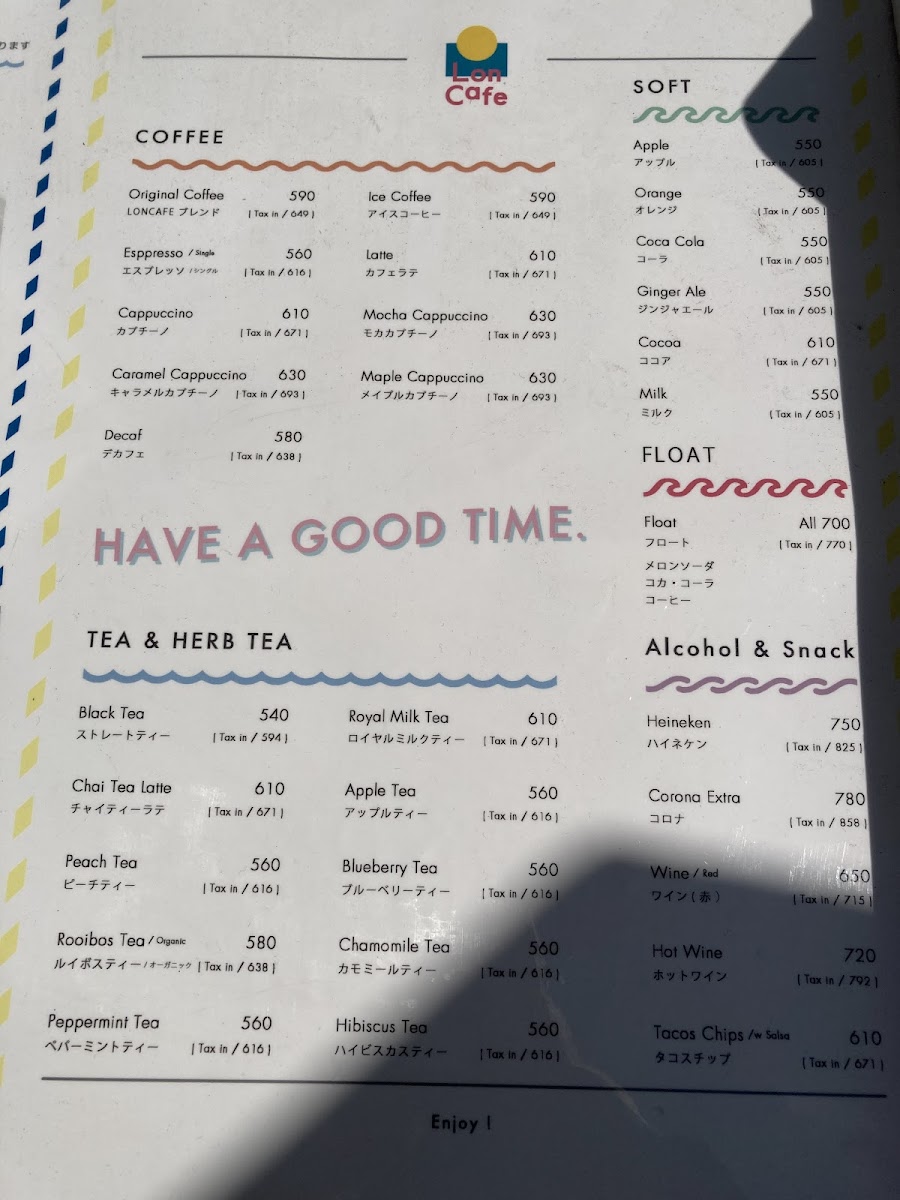 ります
Lon
Cafe
COFFEE
Original Coffee 590
LONCAFE ブレンド [ Tax in / 649 ]
Ice Coffee 590
アイスコーヒー [ Tax in / 649 ]
Esppresso / Single 560
エスプレッソ / シングル [ Tax in / 616 ]
Latte 610
カフェラテ [ Tax in / 671 ]
Cappuccino 610
カプチーノ [ Tax in / 671 ]
Mocha Cappuccino 630
モカカプチーノ [ Tax in / 693 ]
Caramel Cappuccino 630
キャラメルカプチーノ [ Tax in / 693 ]
Maple Cappuccino 630
メイプルカプチーノ [ Tax in / 693 ]
Decaf 580
デカフェ [ Tax in / 638 ]
HAVE A GOOD TIME.
TEA & HERB TEA
Black Tea 540
ストレートティー [ Tax in / 594 ]
Royal Milk Tea 610
ロイヤルミルクティー [ Tax in / 671 ]
Chai Tea Latte 610
チャイティーラテ [ Tax in / 671 ]
Apple Tea 560
アップルティー [ Tax in / 616 ]
Peach Tea 560
ピーチティー [ Tax in / 616 ]
Blueberry Tea 560
ブルーベリーティー [ Tax in / 616 ]
Rooibos Tea / Organic 580
ルイボスティー / オーガニック [ Tax in / 638 ]
Chamomile Tea 560
カモミールティー [ Tax in / 616 ]
Peppermint Tea 560
ペパーミントティー [ Tax in / 616 ]
Hibiscus Tea 560
ハイビスカスティー [ Tax in / 616 ]
SOFT
Apple 550
アップル [ Tax in / 605 ]
Orange 550
オレンジ [ Tax in / 605 ]
Coca Cola 550
コーラ [ Tax in / 605 ]
Ginger Ale 550
ジンジャエール [ Tax in / 605 ]
Cocoa 610
ココア [ Tax in / 671 ]
Milk 550
ミルク [ Tax in / 605 ]
FLOAT
Float All 700
フロート [ Tax in / 770 ]
メロンソーダ
コカ・コーラ
コーヒー
Alcohol & Snack
Heineken 750
ハイネケン [ Tax in / 825 ]
Corona Extra 780
コロナ [ Tax in / 858 ]
Wine / Red 650
ワイン ( 赤 ) [ Tax in / 715 ]
Hot Wine 720
ホットワイン [ Tax in / 792 ]
Tacos Chips /w Salsa 610
タコスチップ [ Tax in / 671 ]
Enjoy !